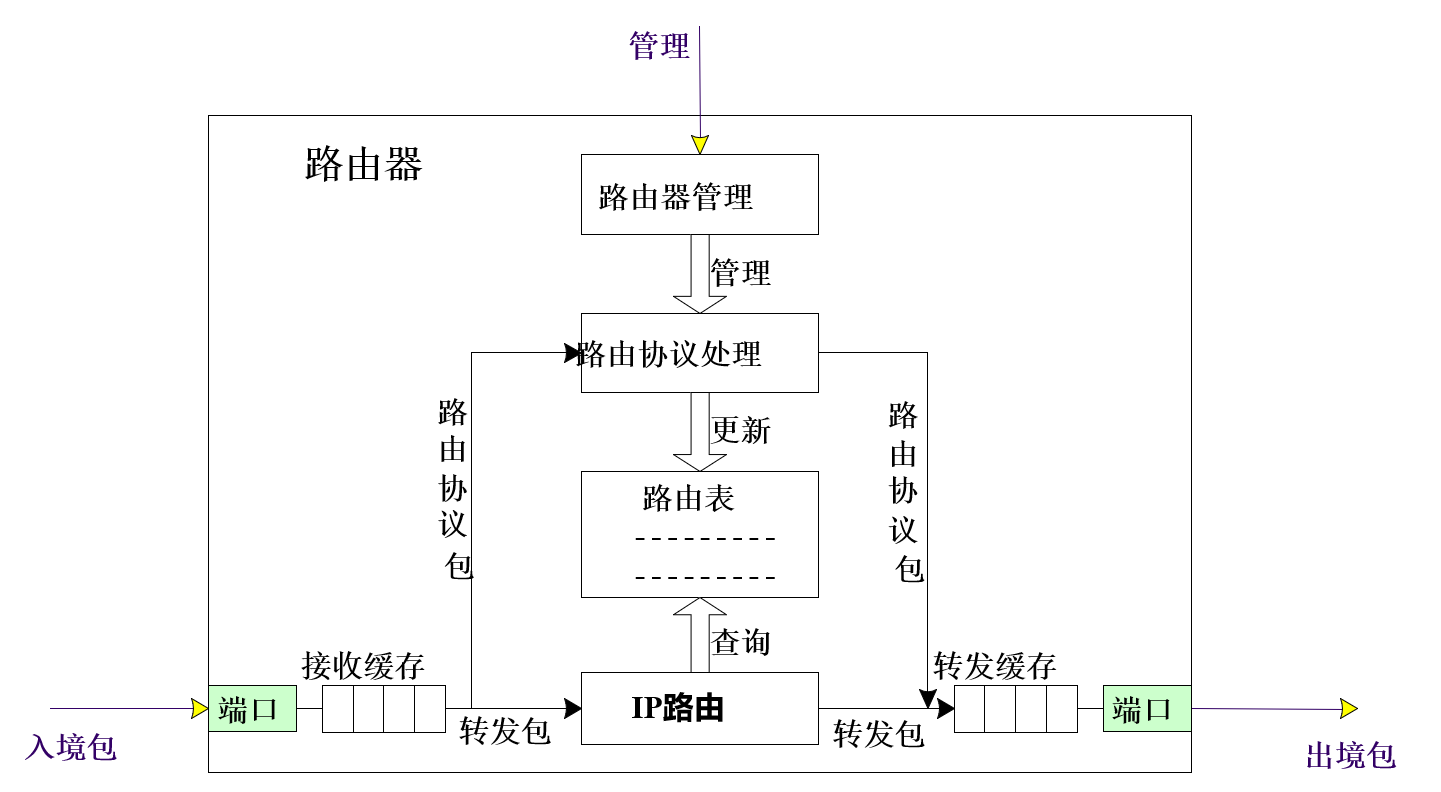 管理
路由器
路由器管理
管理
路由协议处理
路由协议包
更新
路由协议包
路由表
---------
---------
查询
接收缓存
转发缓存
端口
IP路由
端口
转发包
转发包
入境包
出境包